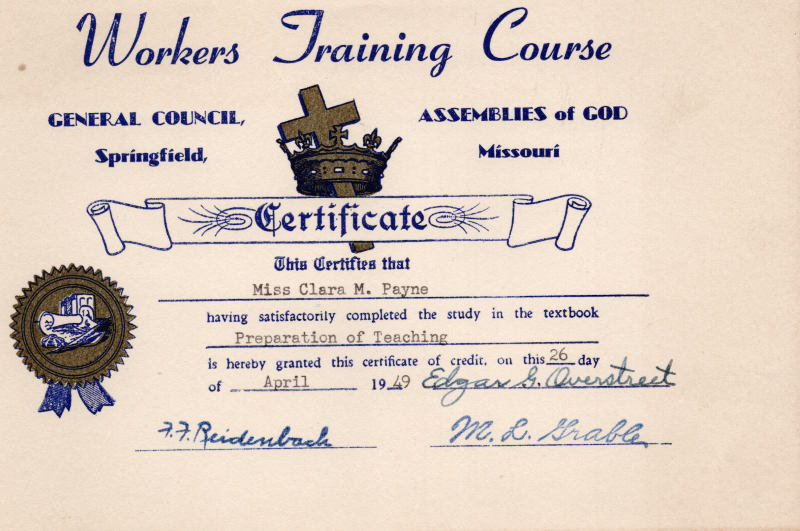 Workers Training Course
GENERAL COUNCIL, ASSEMBLIES of GOD
Springfield, Missouri
Certificate
This Certifies that
Miss Clara M. Payne
having satisfactorily completed the study in the textbook
Preparation of Teaching
is hereby granted this certificate of credit, on this 26 day
of April 1949 Edgar G. Overstreet
F. F. Reidenbach M. L. Grable